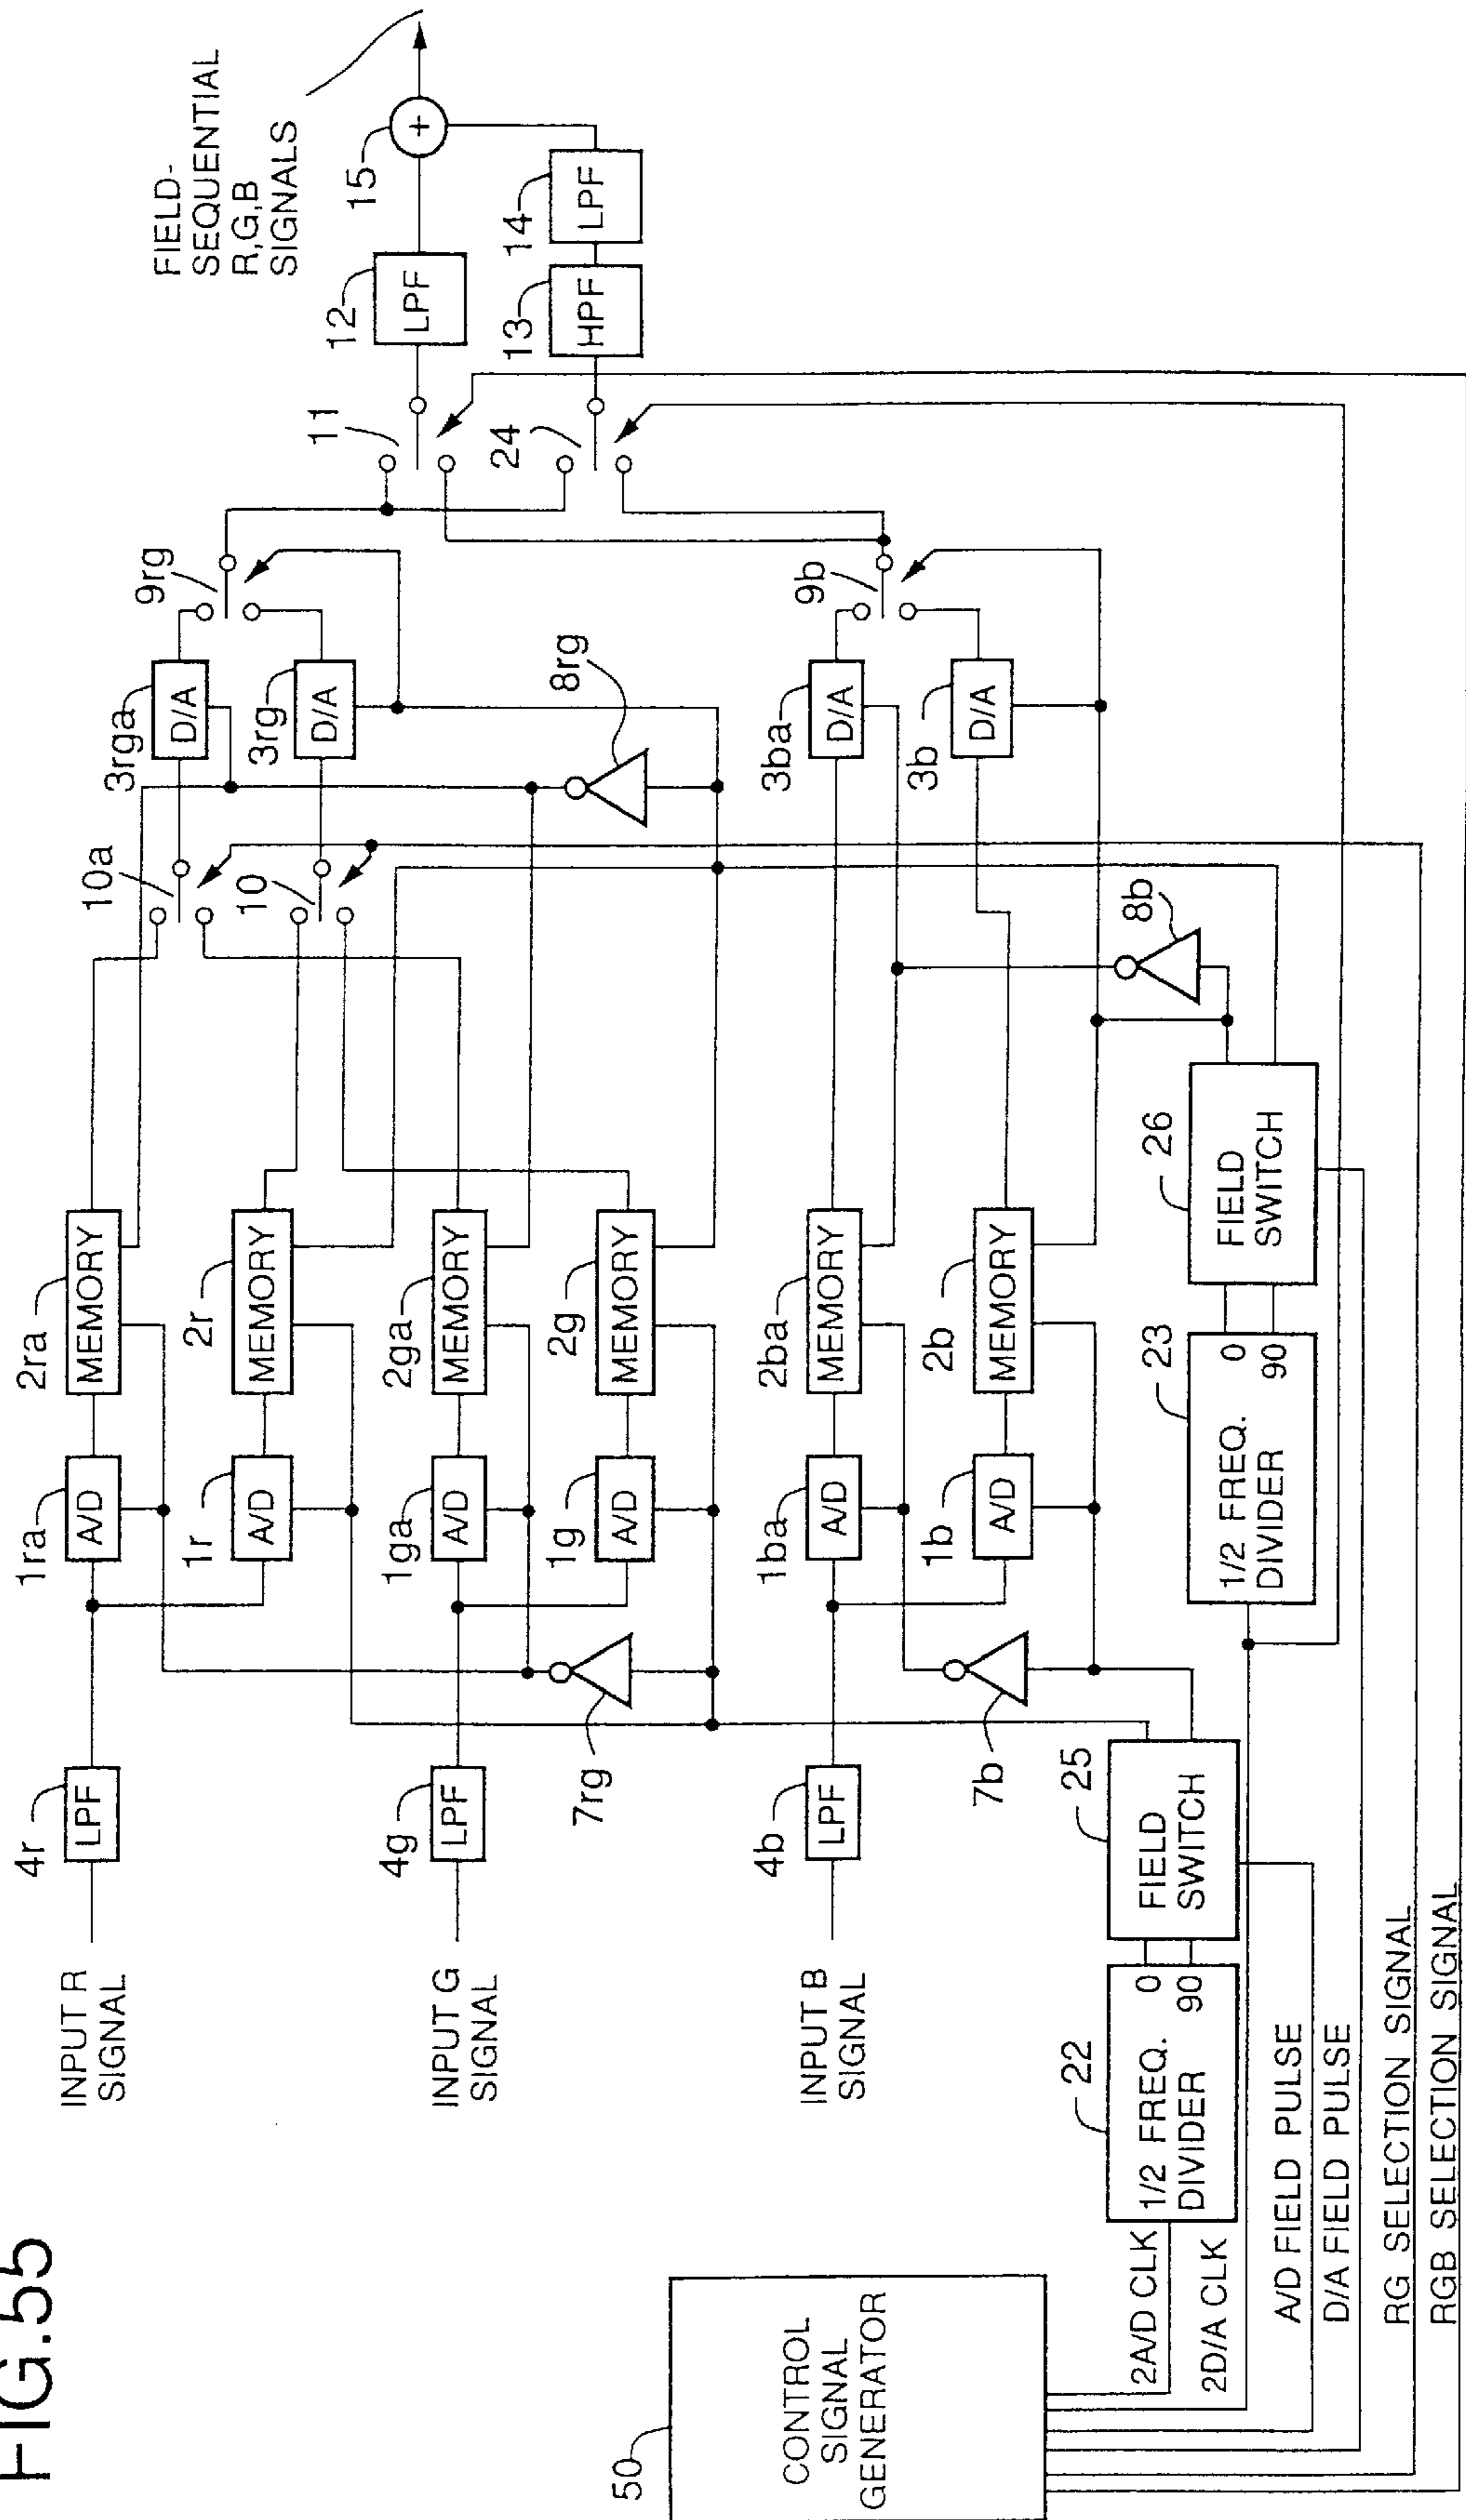 FIG.55
INPUT R
SIGNAL
4r
LPF
1ra
A/D
2ra
MEMORY
1r
A/D
2r
MEMORY
10a
10
3rga
D/A
3rg
D/A
9rg
INPUT G
SIGNAL
4g
LPF
1ga
A/D
2ga
MEMORY
1g
A/D
2g
MEMORY
7rg
8rg
11
24
12
LPF
13
HPF
14
LPF
15
+
FIELD-
SEQUENTIAL
R,G,B
SIGNALS
INPUT B
SIGNAL
4b
LPF
1ba
A/D
2ba
MEMORY
1b
A/D
2b
MEMORY
7b
8b
3ba
D/A
3b
D/A
9b
50
CONTROL
SIGNAL
GENERATOR
2A/D CLK
2D/A CLK
22
1/2 FREQ.
DIVIDER
0
90
25
FIELD
SWITCH
23
1/2 FREQ.
DIVIDER
0
90
26
FIELD
SWITCH
A/D FIELD PULSE
D/A FIELD PULSE
RG SELECTION SIGNAL
RGB SELECTION SIGNAL